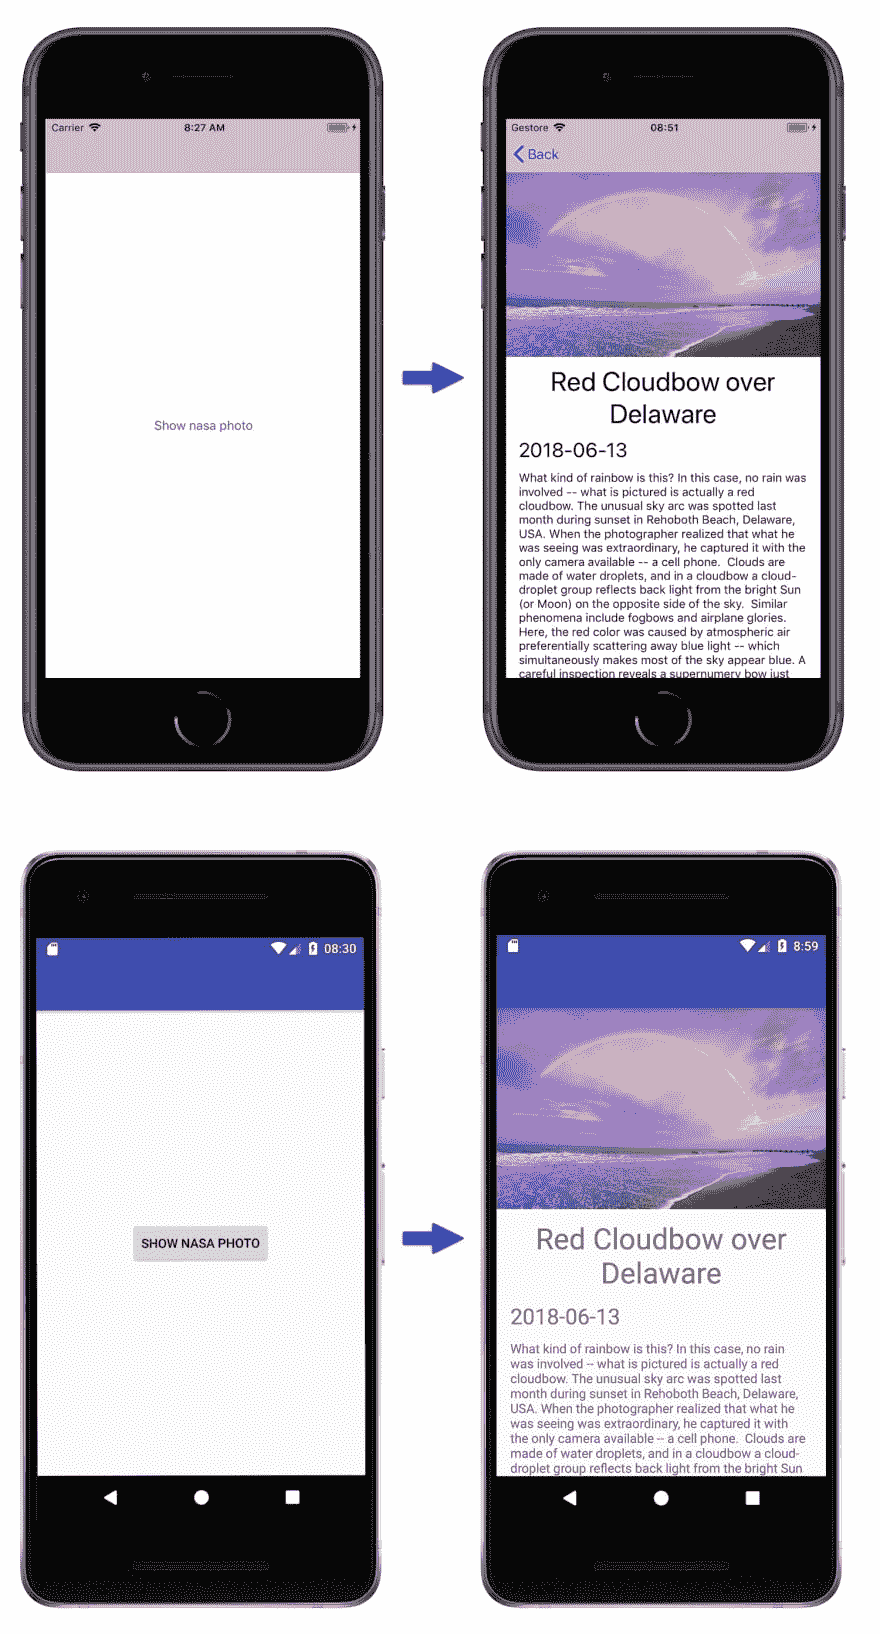 Carrier 8:27 AM
Show nasa photo
Gestore 08:51
Back
Red Cloudbow over
Delaware
2018-06-13
What kind of rainbow is this? In this case, no rain was
involved -- what is pictured is actually a red
cloudbow. The unusual sky arc was spotted last
month during sunset in Rehoboth Beach, Delaware,
USA. When the photographer realized that what he
was seeing was extraordinary, he captured it with the
only camera available -- a cell phone.  Clouds are
made of water droplets, and in a cloudbow a cloud-
droplet group reflects back light from the bright Sun
(or Moon) on the opposite side of the sky.  Similar
phenomena include fogbows and airplane glories.
Here, the red color was caused by atmospheric air
preferentially scattering away blue light -- which
simultaneously makes most of the sky appear blue. A
careful inspection reveals a supernumery bow just
08:30
SHOW NASA PHOTO
8:59
Red Cloudbow over
Delaware
2018-06-13
What kind of rainbow is this? In this case, no rain
was involved -- what is pictured is actually a red
cloudbow. The unusual sky arc was spotted last
month during sunset in Rehoboth Beach, Delaware,
USA. When the photographer realized that what he
was seeing was extraordinary, he captured it with
the only camera available -- a cell phone.  Clouds are
made of water droplets, and in a cloudbow a cloud-
droplet group reflects back light from the bright Sun